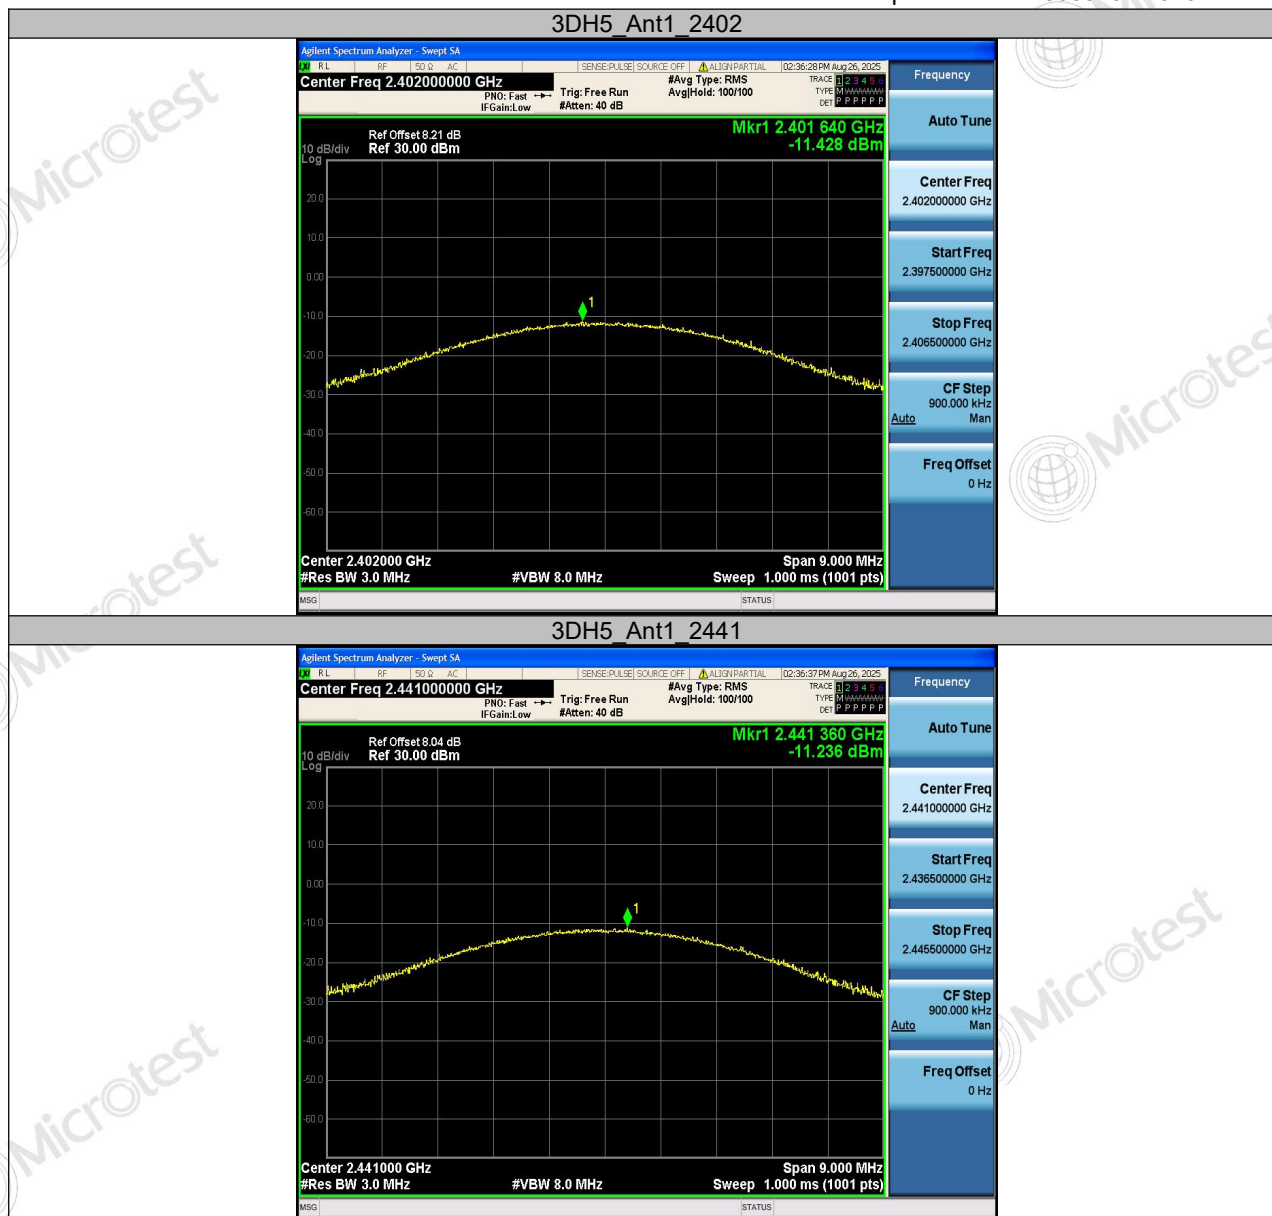 3DH5_Ant1_2402
Agilent Spectrum Analyzer - Swept SA
RL RF 50 Ω AC SENSE:PULSE SOURCE OFF ALIGN PARTIAL 02:36:28 PM Aug 26, 2025
Center Freq 2.402000000 GHz
PNO: Fast
IFGain:Low
Trig: Free Run
#Atten: 40 dB
#Avg Type: RMS
Avg|Hold: 100/100
TRACE 1 2 3 4 5 6
TYPE M
DET P P P P P P
Frequency
Auto Tune
Mkr1 2.401 640 GHz
-11.428 dBm
Ref Offset 8.21 dB
10 dB/div Ref 30.00 dBm
Log
20.0
10.0
0.00
-10.0
-20.0
-30.0
-40.0
-50.0
-60.0
1
Center Freq
2.402000000 GHz
Start Freq
2.397500000 GHz
Stop Freq
2.406500000 GHz
CF Step
900.000 kHz
Auto Man
Freq Offset
0 Hz
Center 2.402000 GHz Span 9.000 MHz
#Res BW 3.0 MHz #VBW 8.0 MHz Sweep 1.000 ms (1001 pts)
MSG STATUS
3DH5_Ant1_2441
Agilent Spectrum Analyzer - Swept SA
RL RF 50 Ω AC SENSE:PULSE SOURCE OFF ALIGN PARTIAL 02:36:37 PM Aug 26, 2025
Center Freq 2.441000000 GHz
PNO: Fast
IFGain:Low
Trig: Free Run
#Atten: 40 dB
#Avg Type: RMS
Avg|Hold: 100/100
TRACE 1 2 3 4 5 6
TYPE M
DET P P P P P P
Frequency
Auto Tune
Mkr1 2.441 360 GHz
-11.236 dBm
Ref Offset 8.04 dB
10 dB/div Ref 30.00 dBm
Log
20.0
10.0
0.00
-10.0
-20.0
-30.0
-40.0
-50.0
-60.0
1
Center Freq
2.441000000 GHz
Start Freq
2.436500000 GHz
Stop Freq
2.445500000 GHz
CF Step
900.000 kHz
Auto Man
Freq Offset
0 Hz
Center 2.441000 GHz Span 9.000 MHz
#Res BW 3.0 MHz #VBW 8.0 MHz Sweep 1.000 ms (1001 pts)
MSG STATUS
Microtest
Microtest
Microtest
Microtest
Microtest